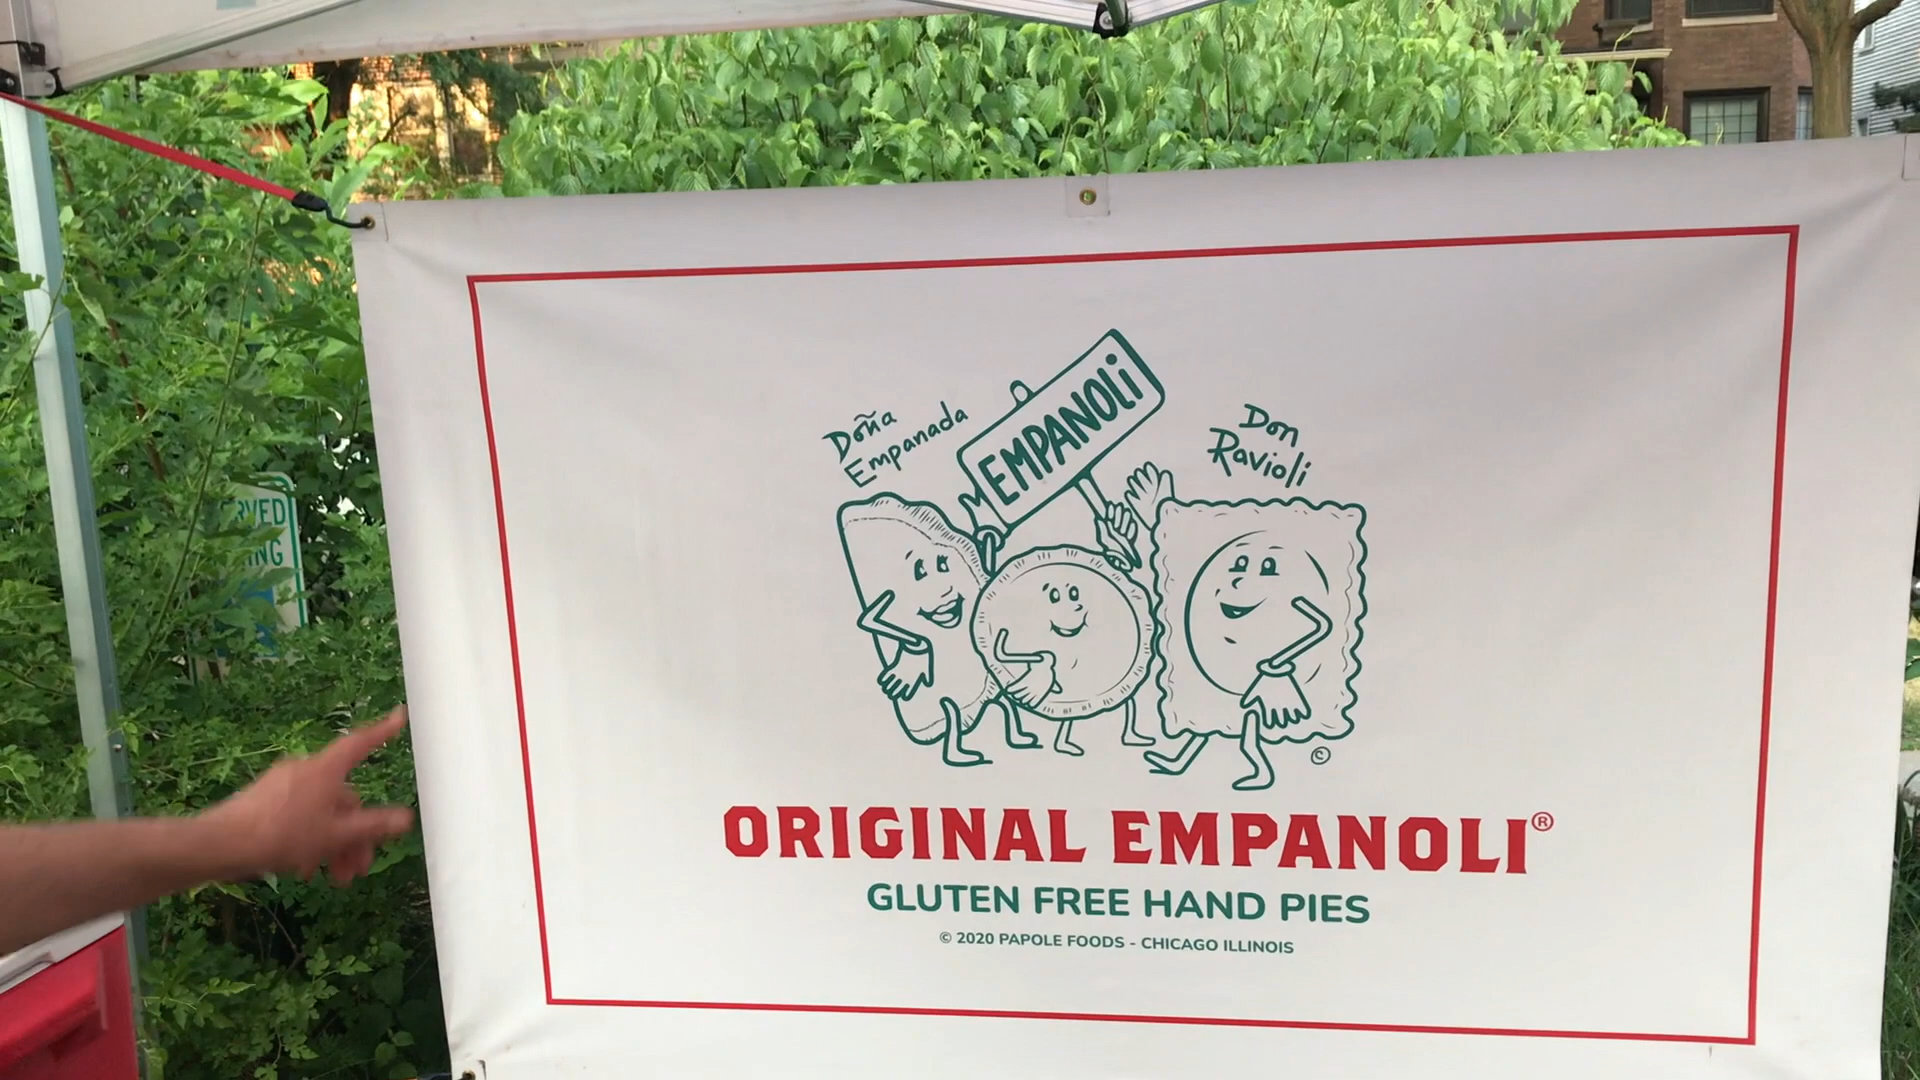 Doña
Empanada
EMPANOLi
Don
Ravioli
©
ORIGINAL EMPANOLI®
GLUTEN FREE HAND PIES
© 2020 PAPOLE FOODS - CHICAGO ILLINOIS